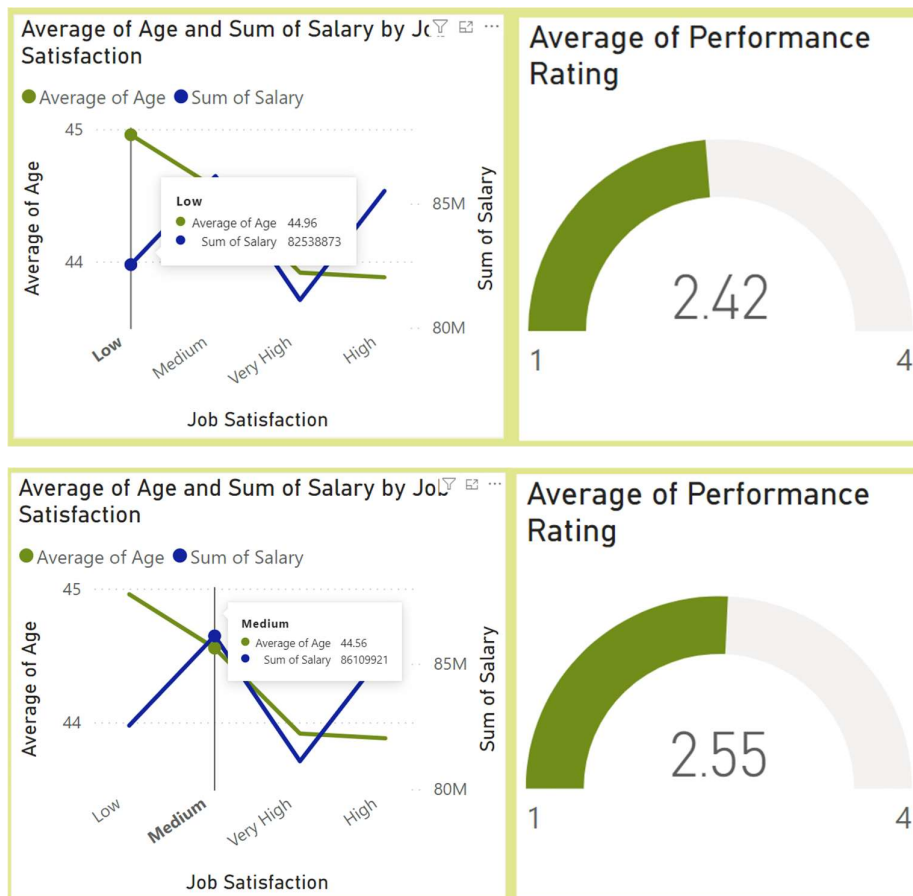 Average of Age and Sum of Salary by Jo
Satisfaction
Average of Age Sum of Salary
45
44
Average of Age
Low
Average of Age 44.96
Sum of Salary 82538873
85M
80M
Sum of Salary
Low
Medium
Very High
High
Job Satisfaction
Average of Performance
Rating
2.42
1
4
Average of Age and Sum of Salary by Job
Satisfaction
Average of Age Sum of Salary
45
44
Average of Age
Medium
Average of Age 44.56
Sum of Salary 86109921
85M
80M
Sum of Salary
Low
Medium
Very High
High
Job Satisfaction
Average of Performance
Rating
2.55
1
4